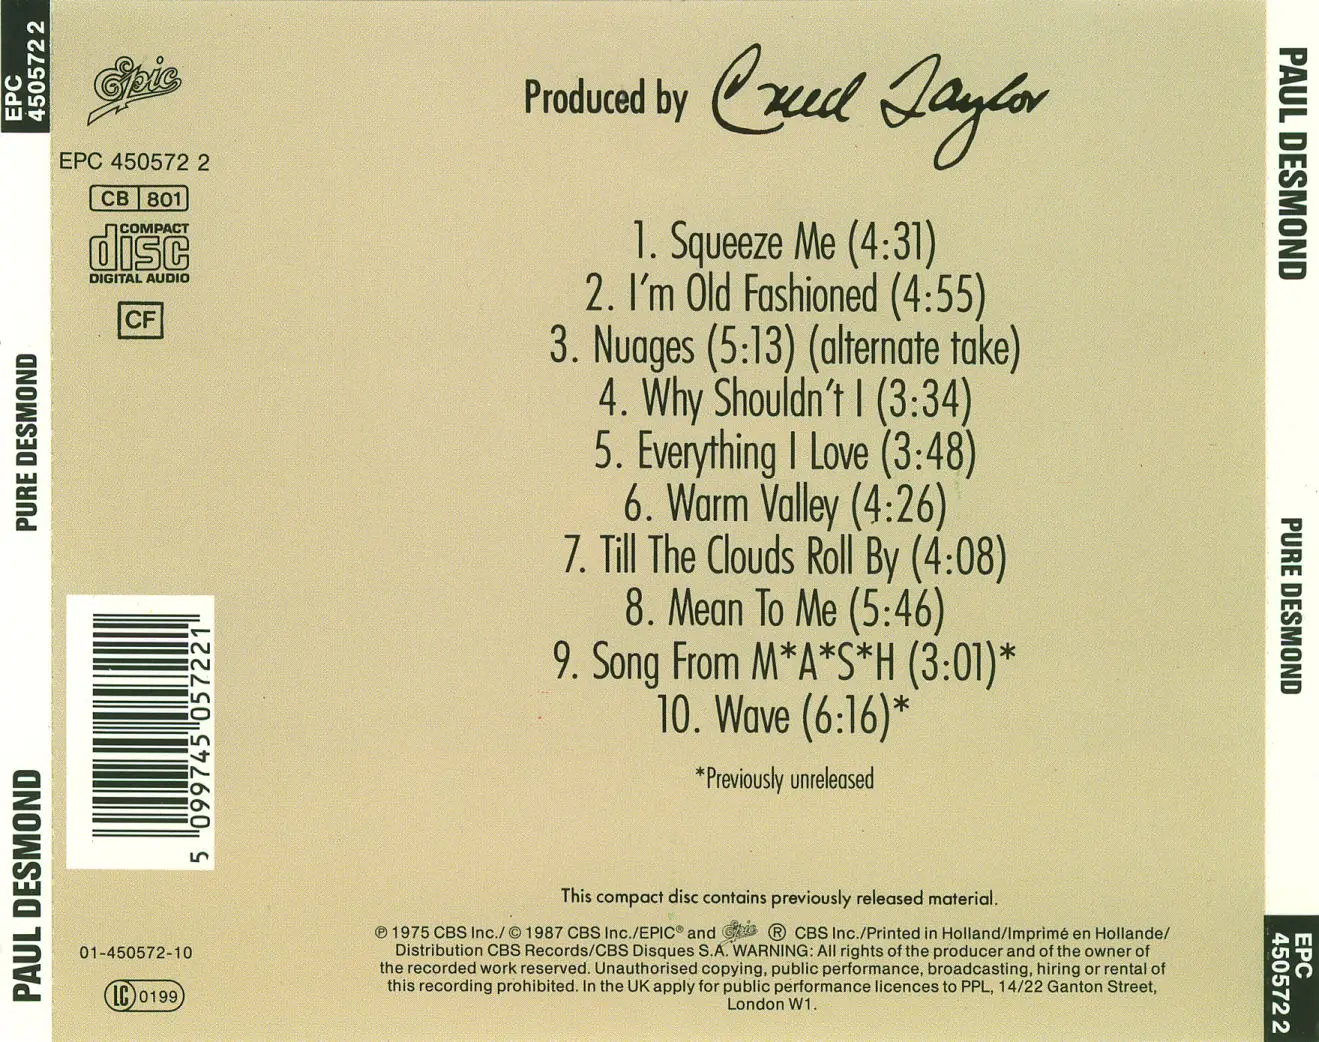 EPC
450572 2
PURE DESMOND
PAUL DESMOND
Epic
EPC 450572 2
CB 801
COMPACT
disc
DIGITAL AUDIO
CF
5 099745 057221
01-450572-10
LC 0199
Produced by Creed Taylor
1. Squeeze Me (4:31)
2. I'm Old Fashioned (4:55)
3. Nuages (5:13) (alternate take)
4. Why Shouldn't I (3:34)
5. Everything I Love (3:48)
6. Warm Valley (4:26)
7. Till The Clouds Roll By (4:08)
8. Mean To Me (5:46)
9. Song From M*A*S*H (3:01)*
10. Wave (6:16)*
*Previously unreleased
This compact disc contains previously released material.
℗ 1975 CBS Inc./ © 1987 CBS Inc./EPIC® and Epic ® CBS Inc./Printed in Holland/Imprimé en Hollande/
Distribution CBS Records/CBS Disques S.A. WARNING: All rights of the producer and of the owner of
the recorded work reserved. Unauthorised copying, public performance, broadcasting, hiring or rental of
this recording prohibited. In the UK apply for public performance licences to PPL, 14/22 Ganton Street,
London W1.
PAUL DESMOND
PURE DESMOND
EPC
450572 2